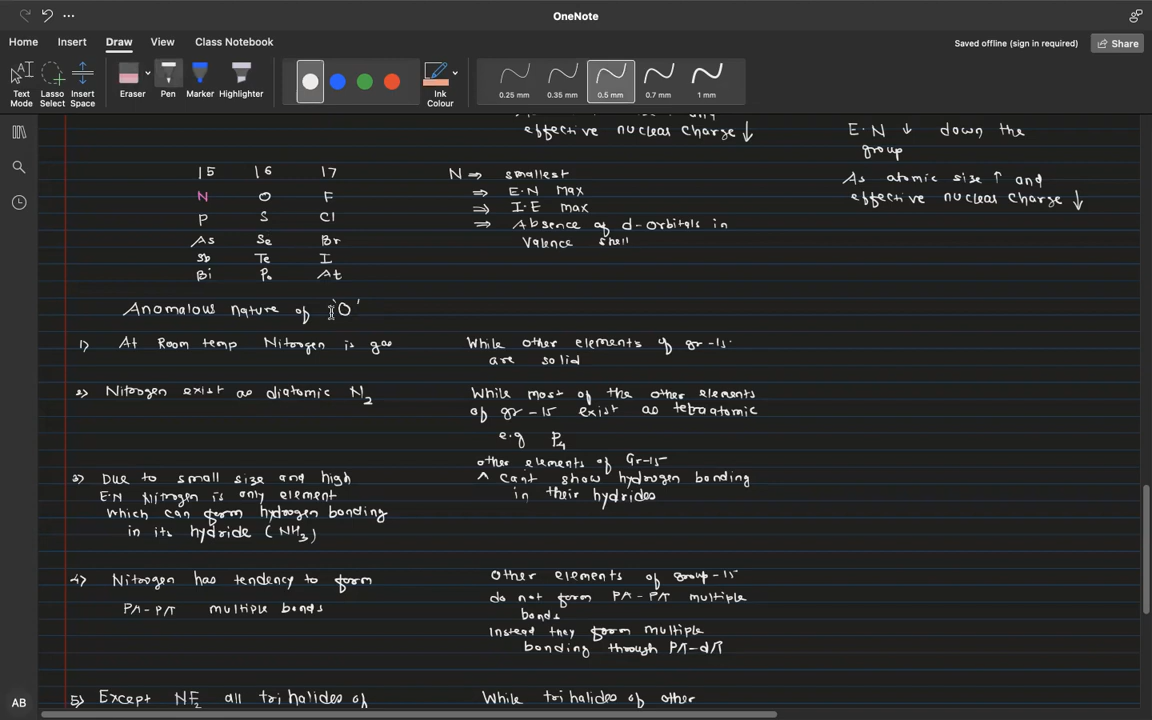 OneNote
Home Insert Draw View Class Notebook
Saved offline (sign in required) Share
Text Mode
Lasso Select
Insert Space
Eraser
Pen
Marker
Highlighter
Ink Colour
0.25 mm 0.35 mm 0.5 mm 0.7 mm 1 mm
effective nuclear charge ↓
E.N ↓ down the
group
As atomic size ↑ and
effective nuclear charge ↓
15 16 17
N O F
P S Cl
As Se Br
Sb Te I
Bi Po At
N ⇒ smallest
⇒ E.N Max
⇒ I.E max
⇒ Absence of d-orbitals in
Valence shell
Anomalous nature of 'O'
1) At Room temp Nitrogen is gas
While other elements of gr-15
are solid
2) Nitrogen exist as diatomic N2
While most of the other elements
of gr-15 exist as tetraatomic
e.g P4
3) Due to small size and high
E.N Nitrogen is only element
which can form hydrogen bonding
in its hydride (NH3)
other elements of Gr-15
^ Can't show hydrogen bonding
in their hydrides
4) Nitrogen has tendency to form
Pπ-Pπ multiple bonds
Other elements of group-15
do not form Pπ-Pπ multiple
bonds
Instead they form multiple
bonding through Pπ-dπ
5) Except NF3 all trihalides of
While trihalides of other
AB